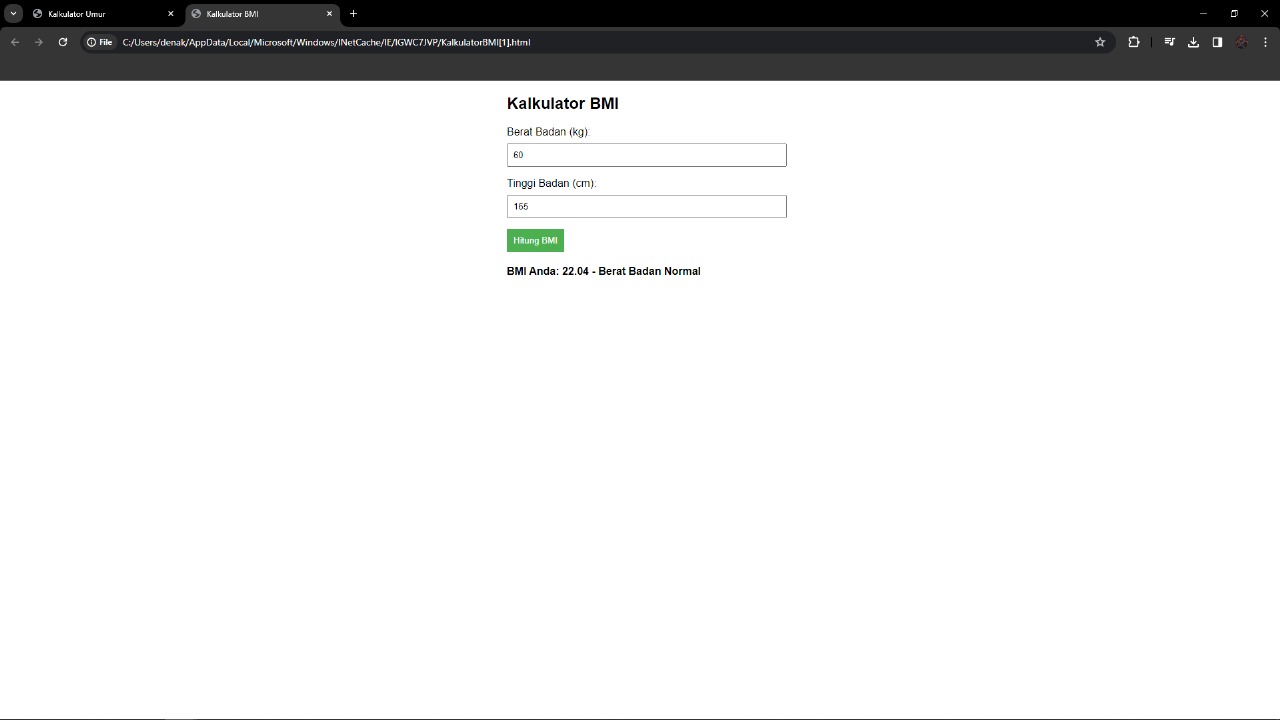 Kalkulator Umur
Kalkulator BMI
File
C:/Users/denak/AppData/Local/Microsoft/Windows/INetCache/IE/IGWC7JVP/KalkulatorBMI[1].html
Kalkulator BMI
Berat Badan (kg):
60
Tinggi Badan (cm):
165
Hitung BMI
BMI Anda: 22.04 - Berat Badan Normal